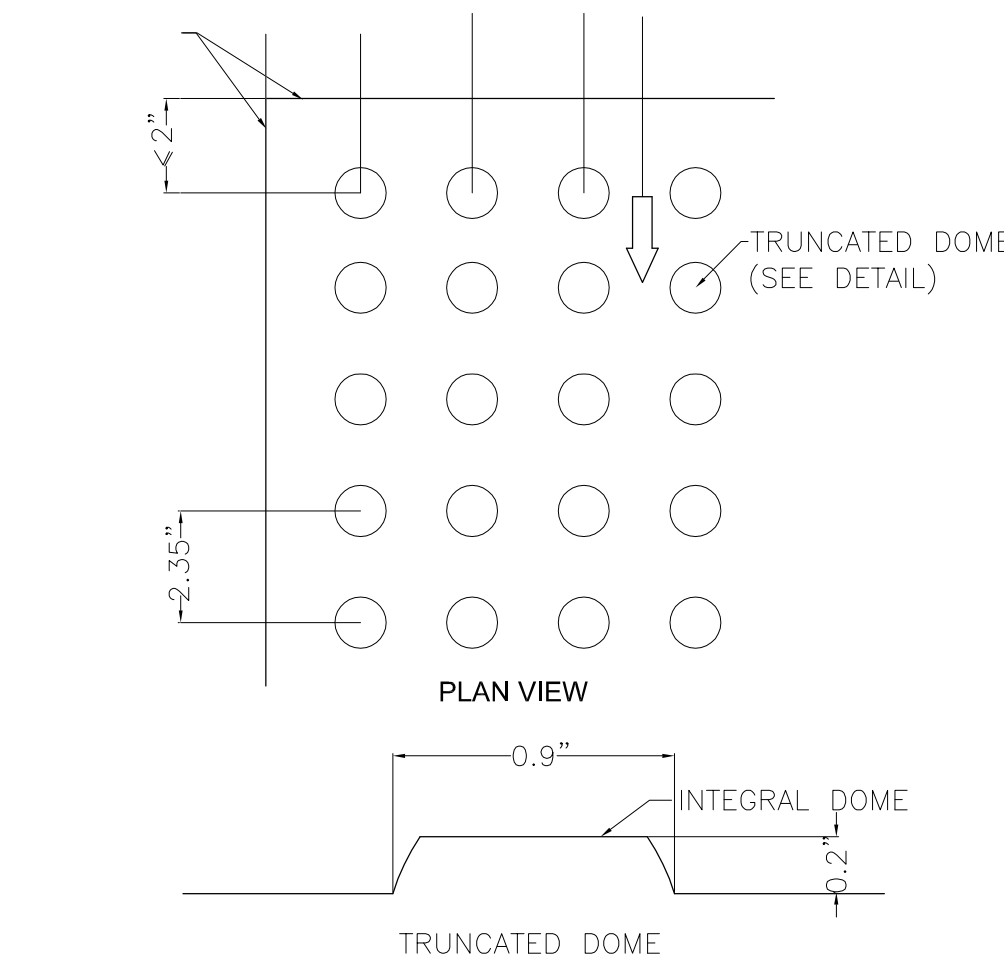 ≤2"
TRUNCATED DOME
(SEE DETAIL)
2.35"
PLAN VIEW
0.9"
INTEGRAL DOME
0.2"
TRUNCATED DOME